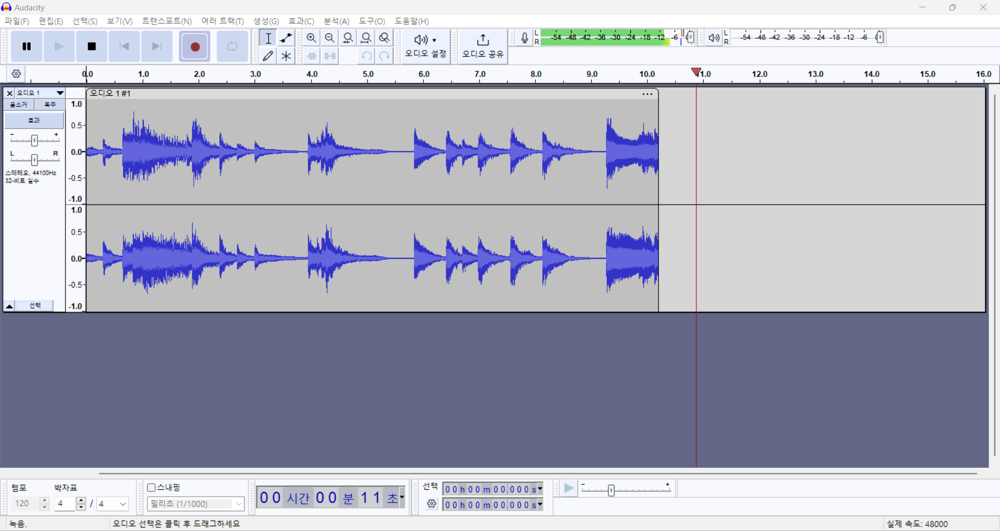 Audacity
파일(F) 편집(E) 선택(S) 보기(V) 트랜스포트(N) 여러 트랙(T) 생성(G) 효과(C) 분석(A) 도구(O) 도움말(H)
오디오 설정
오디오 공유
L
R
-54 -48 -42 -36 -30 -24 -18 -12 -6 0
L
R
-54 -48 -42 -36 -30 -24 -18 -12 -6 0
0.0 1.0 2.0 3.0 4.0 5.0 6.0 7.0 8.0 9.0 10.0 11.0 12.0 13.0 14.0 15.0 16.0
오디오 1
오디오 1 #1
음소거 독주
효과
- +
L R
스테레오, 44100Hz
32-비트 실수
선택
1.0
0.5
0.0
-0.5
-1.0
1.0
0.5
0.0
-0.5
-1.0
템포
120
박자표
4 / 4
스내핑
밀리초 (1/1000)
00 시간 00 분 11 초
선택
00 h 00 m 00.000 s
00 h 00 m 00.000 s
- +
녹음.
오디오 선택은 클릭 후 드래그하세요
실제 속도: 48000